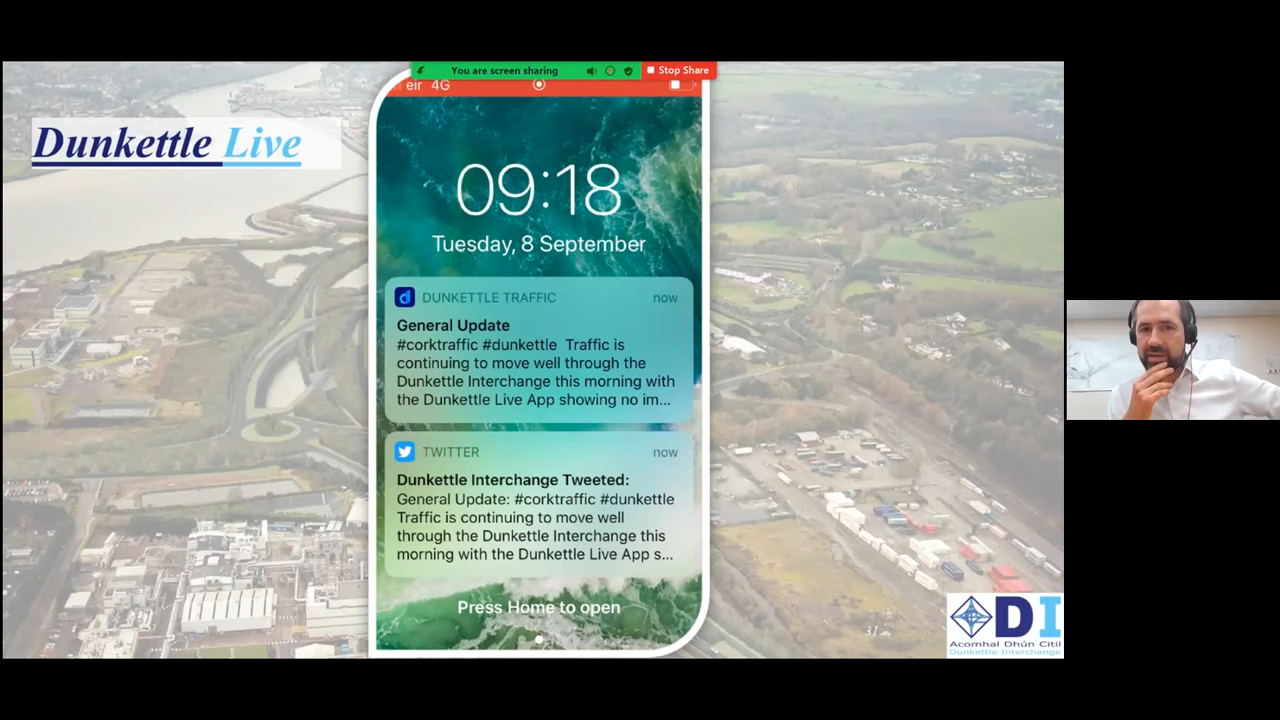 You are screen sharing
Stop Share
eir 4G
Dunkettle Live
09:18
Tuesday, 8 September
DUNKETTLE TRAFFIC now
General Update
#corktraffic #dunkettle Traffic is
continuing to move well through the
Dunkettle Interchange this morning with
the Dunkettle Live App showing no im...
TWITTER now
Dunkettle Interchange Tweeted:
General Update: #corktraffic #dunkettle
Traffic is continuing to move well
through the Dunkettle Interchange this
morning with the Dunkettle Live App s...
Press Home to open
31
DI
Acomhal Dhún Citil
Dunkettle Interchange